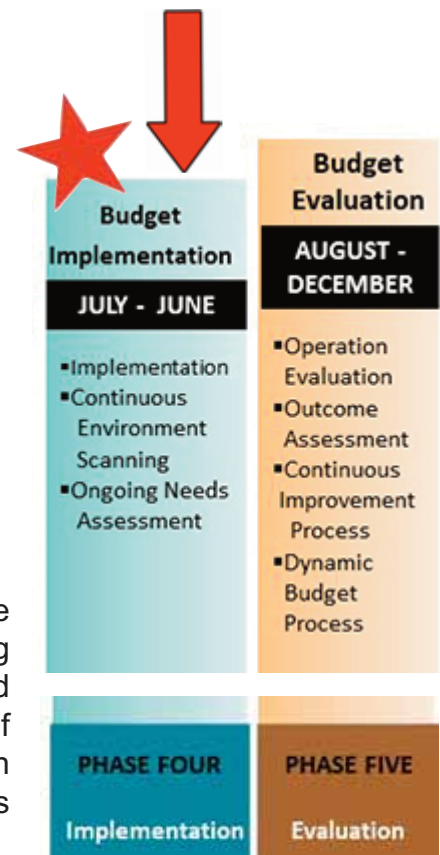 Budget
Implementation
JULY - JUNE
▪Implementation
▪Continuous
Environment
Scanning
▪Ongoing Needs
Assessment
Budget
Evaluation
AUGUST -
DECEMBER
▪Operation
Evaluation
▪Outcome
Assessment
▪Continuous
Improvement
Process
▪Dynamic
Budget
Process
PHASE FOUR
Implementation
PHASE FIVE
Evaluation